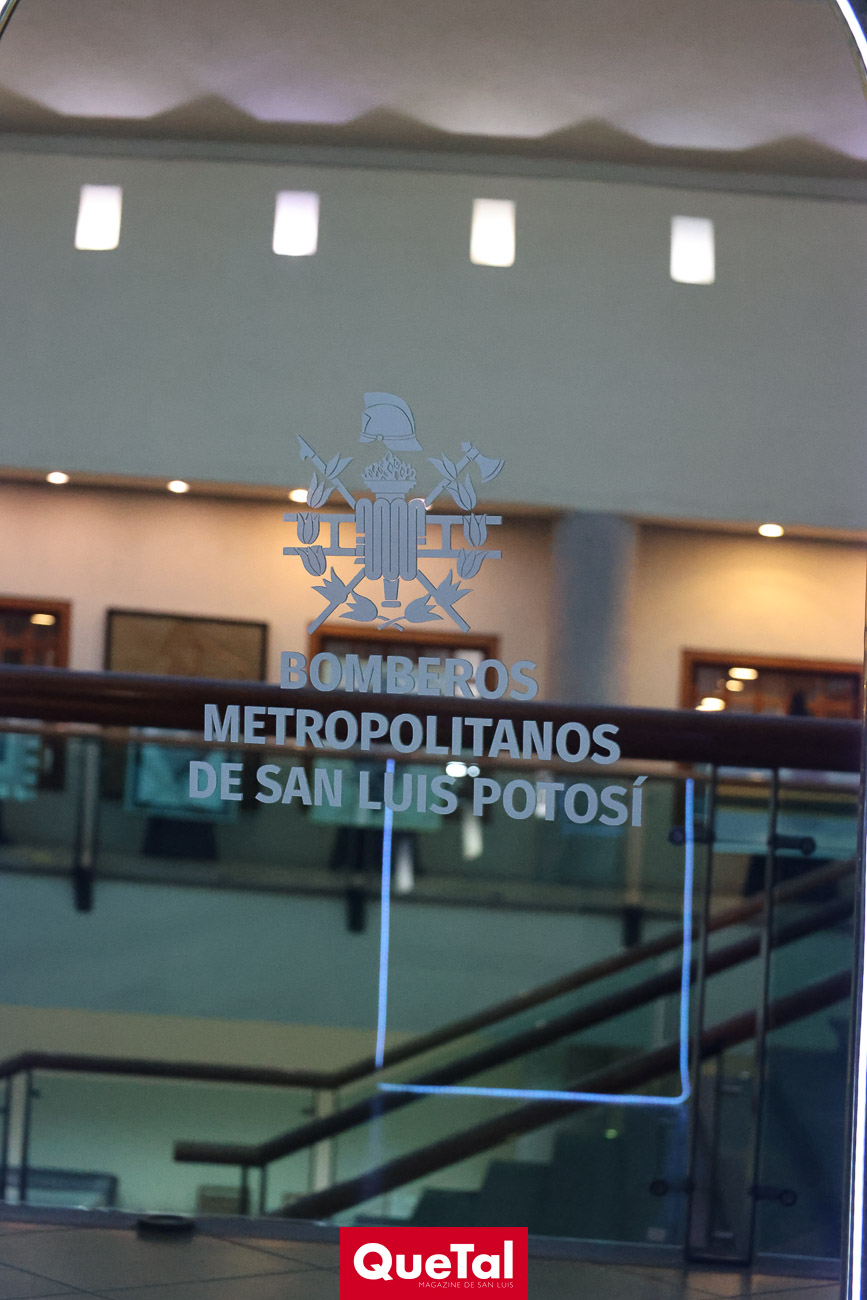 BOMBEROS
METROPOLITANOS
DE SAN LUIS POTOSÍ
QueTal
MAGAZINE DE SAN LUIS